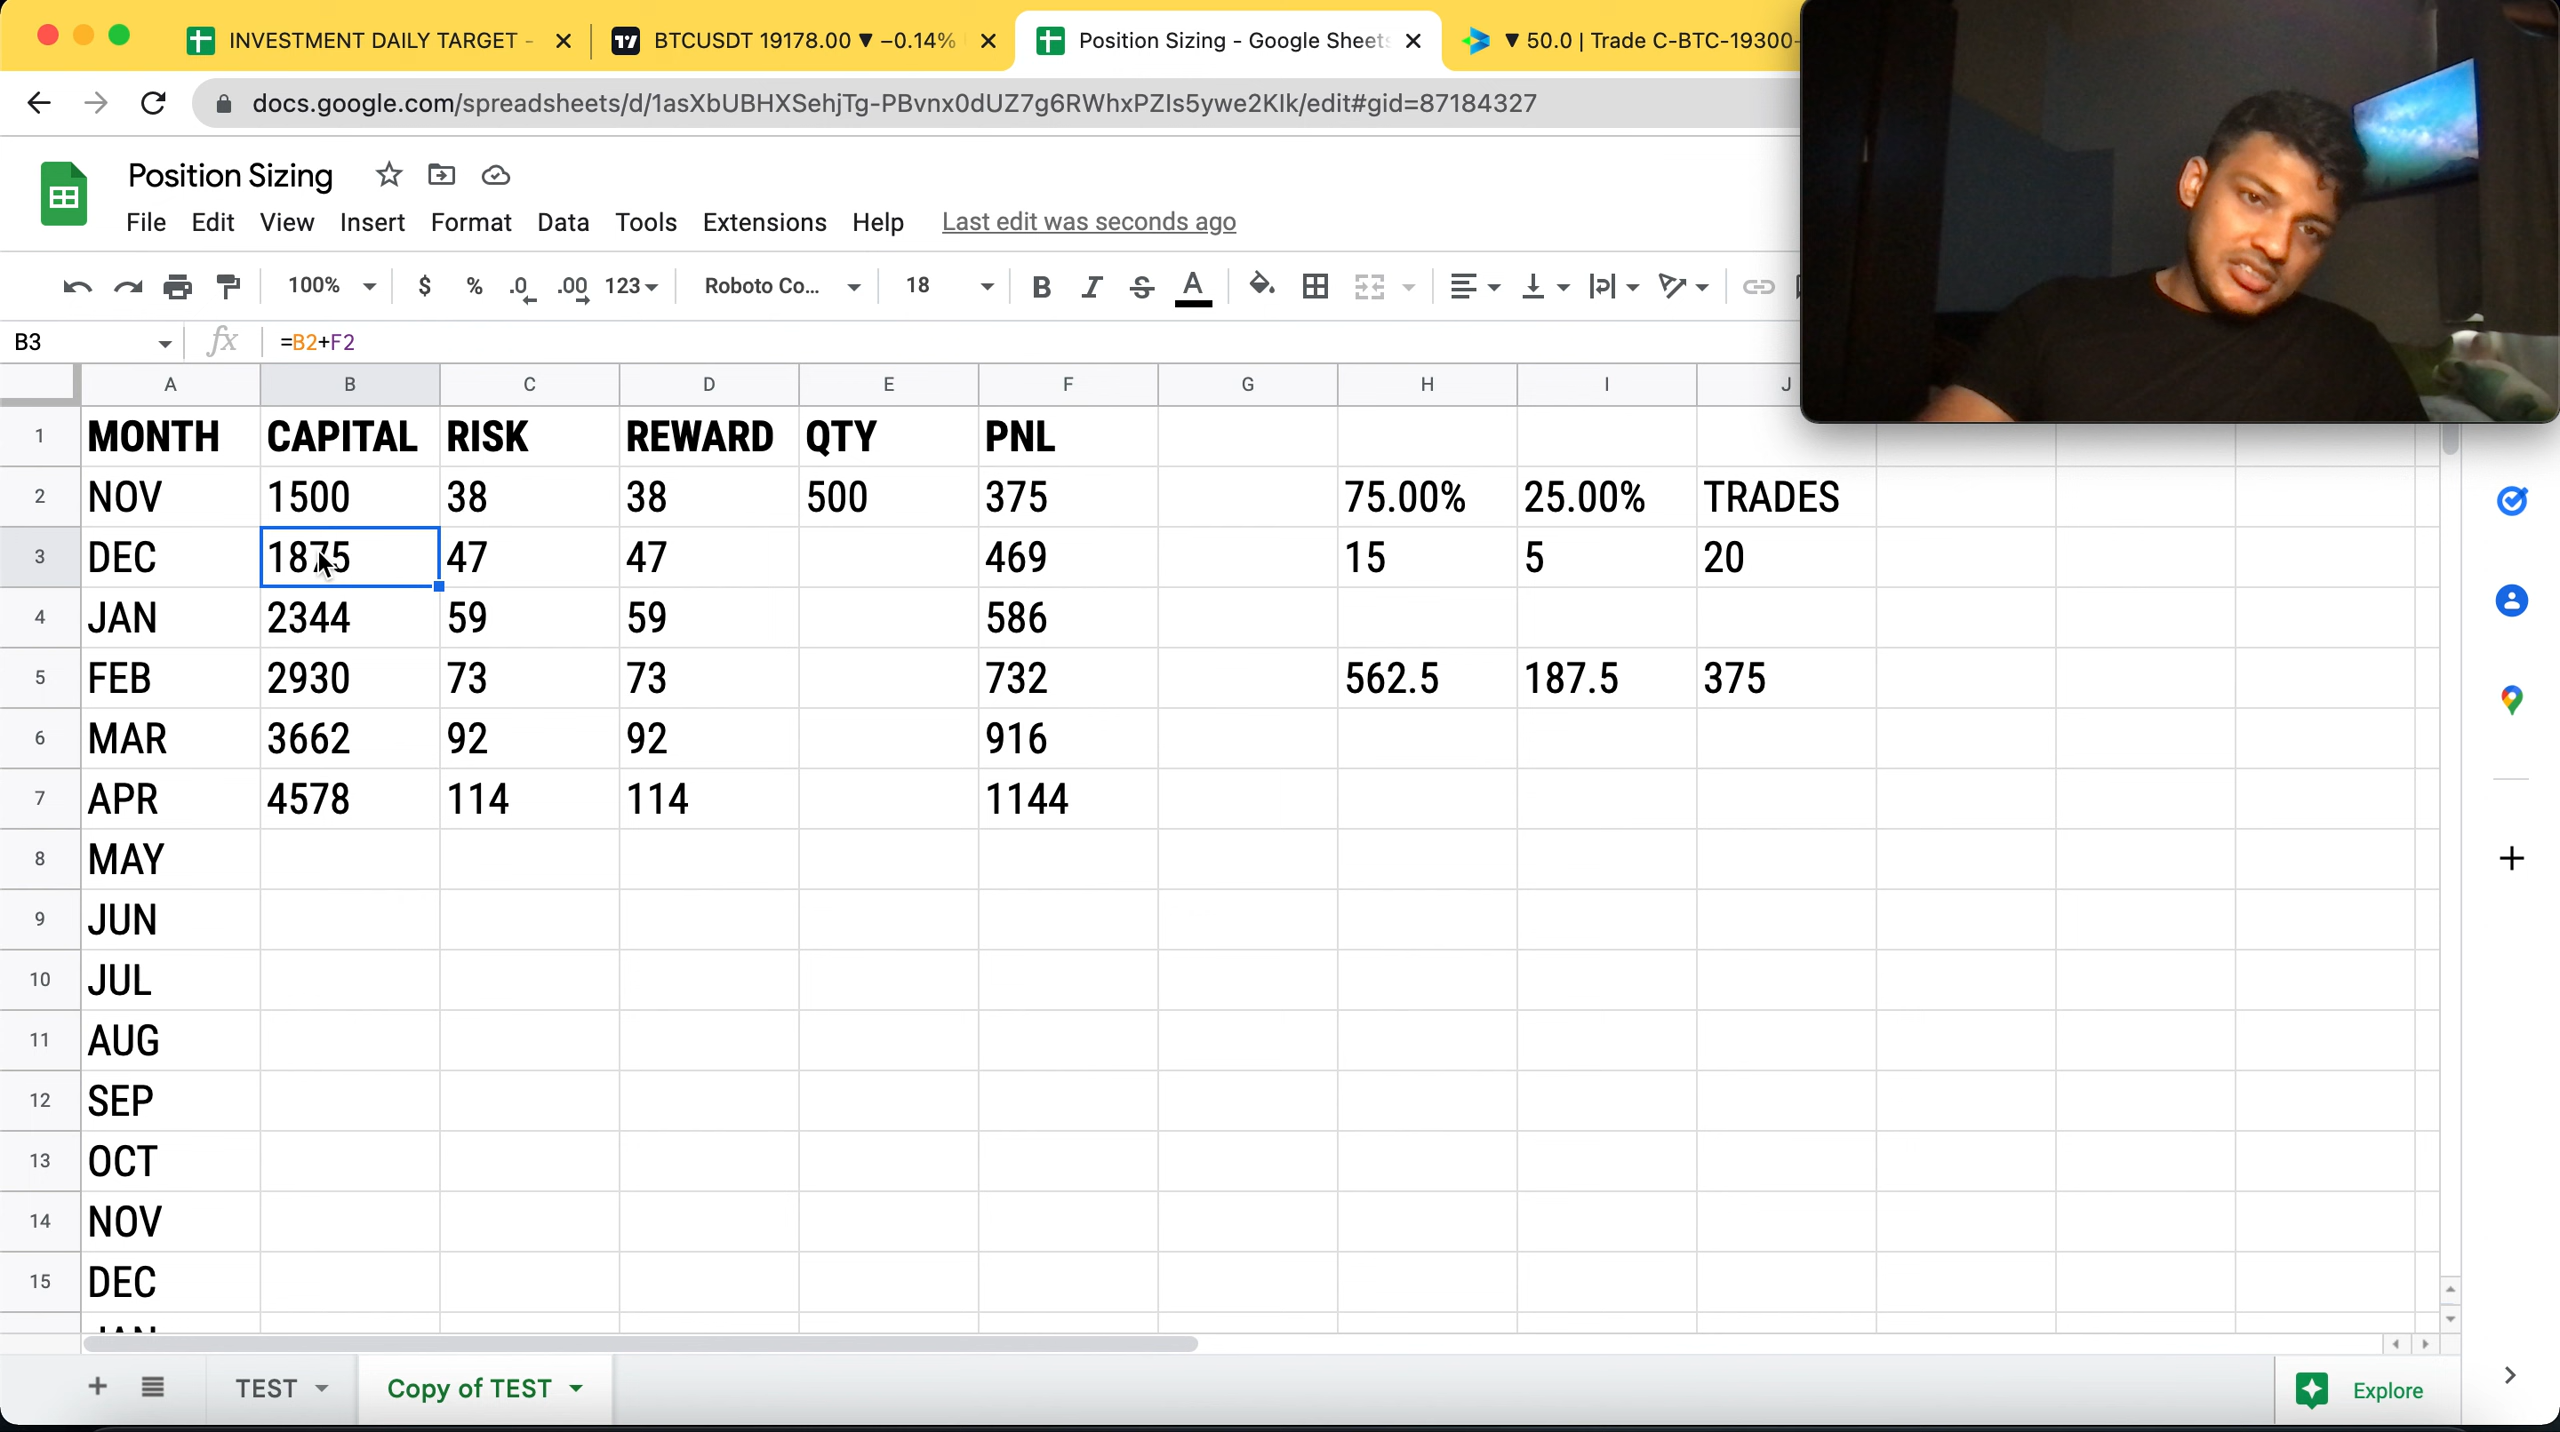 INVESTMENT DAILY TARGET -
BTCUSDT 19178.00 ▼ −0.14%
Position Sizing - Google Sheets
▼ 50.0 | Trade C-BTC-19300-
docs.google.com/spreadsheets/d/1asXbUBHXSehjTg-PBvnx0dUZ7g6RWhxPZIs5ywe2KIk/edit#gid=87184327
Position Sizing
File Edit View Insert Format Data Tools Extensions Help Last edit was seconds ago
100% $ % .0 .00 123 Roboto Co... 18 B I S A
B3 fx =B2+F2
A B C D E F G H I J
1 MONTH CAPITAL RISK REWARD QTY PNL
2 NOV 1500 38 38 500 375 75.00% 25.00% TRADES
3 DEC 1875 47 47 469 15 5 20
4 JAN 2344 59 59 586
5 FEB 2930 73 73 732 562.5 187.5 375
6 MAR 3662 92 92 916
7 APR 4578 114 114 1144
8 MAY
9 JUN
10 JUL
11 AUG
12 SEP
13 OCT
14 NOV
15 DEC
JAN
TEST Copy of TEST Explore